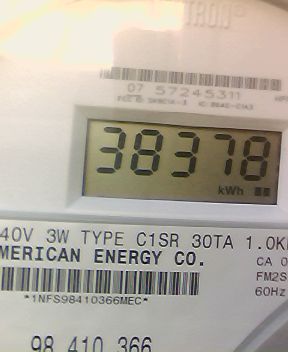 TRON®
07 57245311
38378
kWh
40V 3W TYPE C1SR 30TA 1.0K
MERICAN ENERGY CO.
CA 0
FM2S
60Hz
*1NFS98410366MEC*
98 410 366